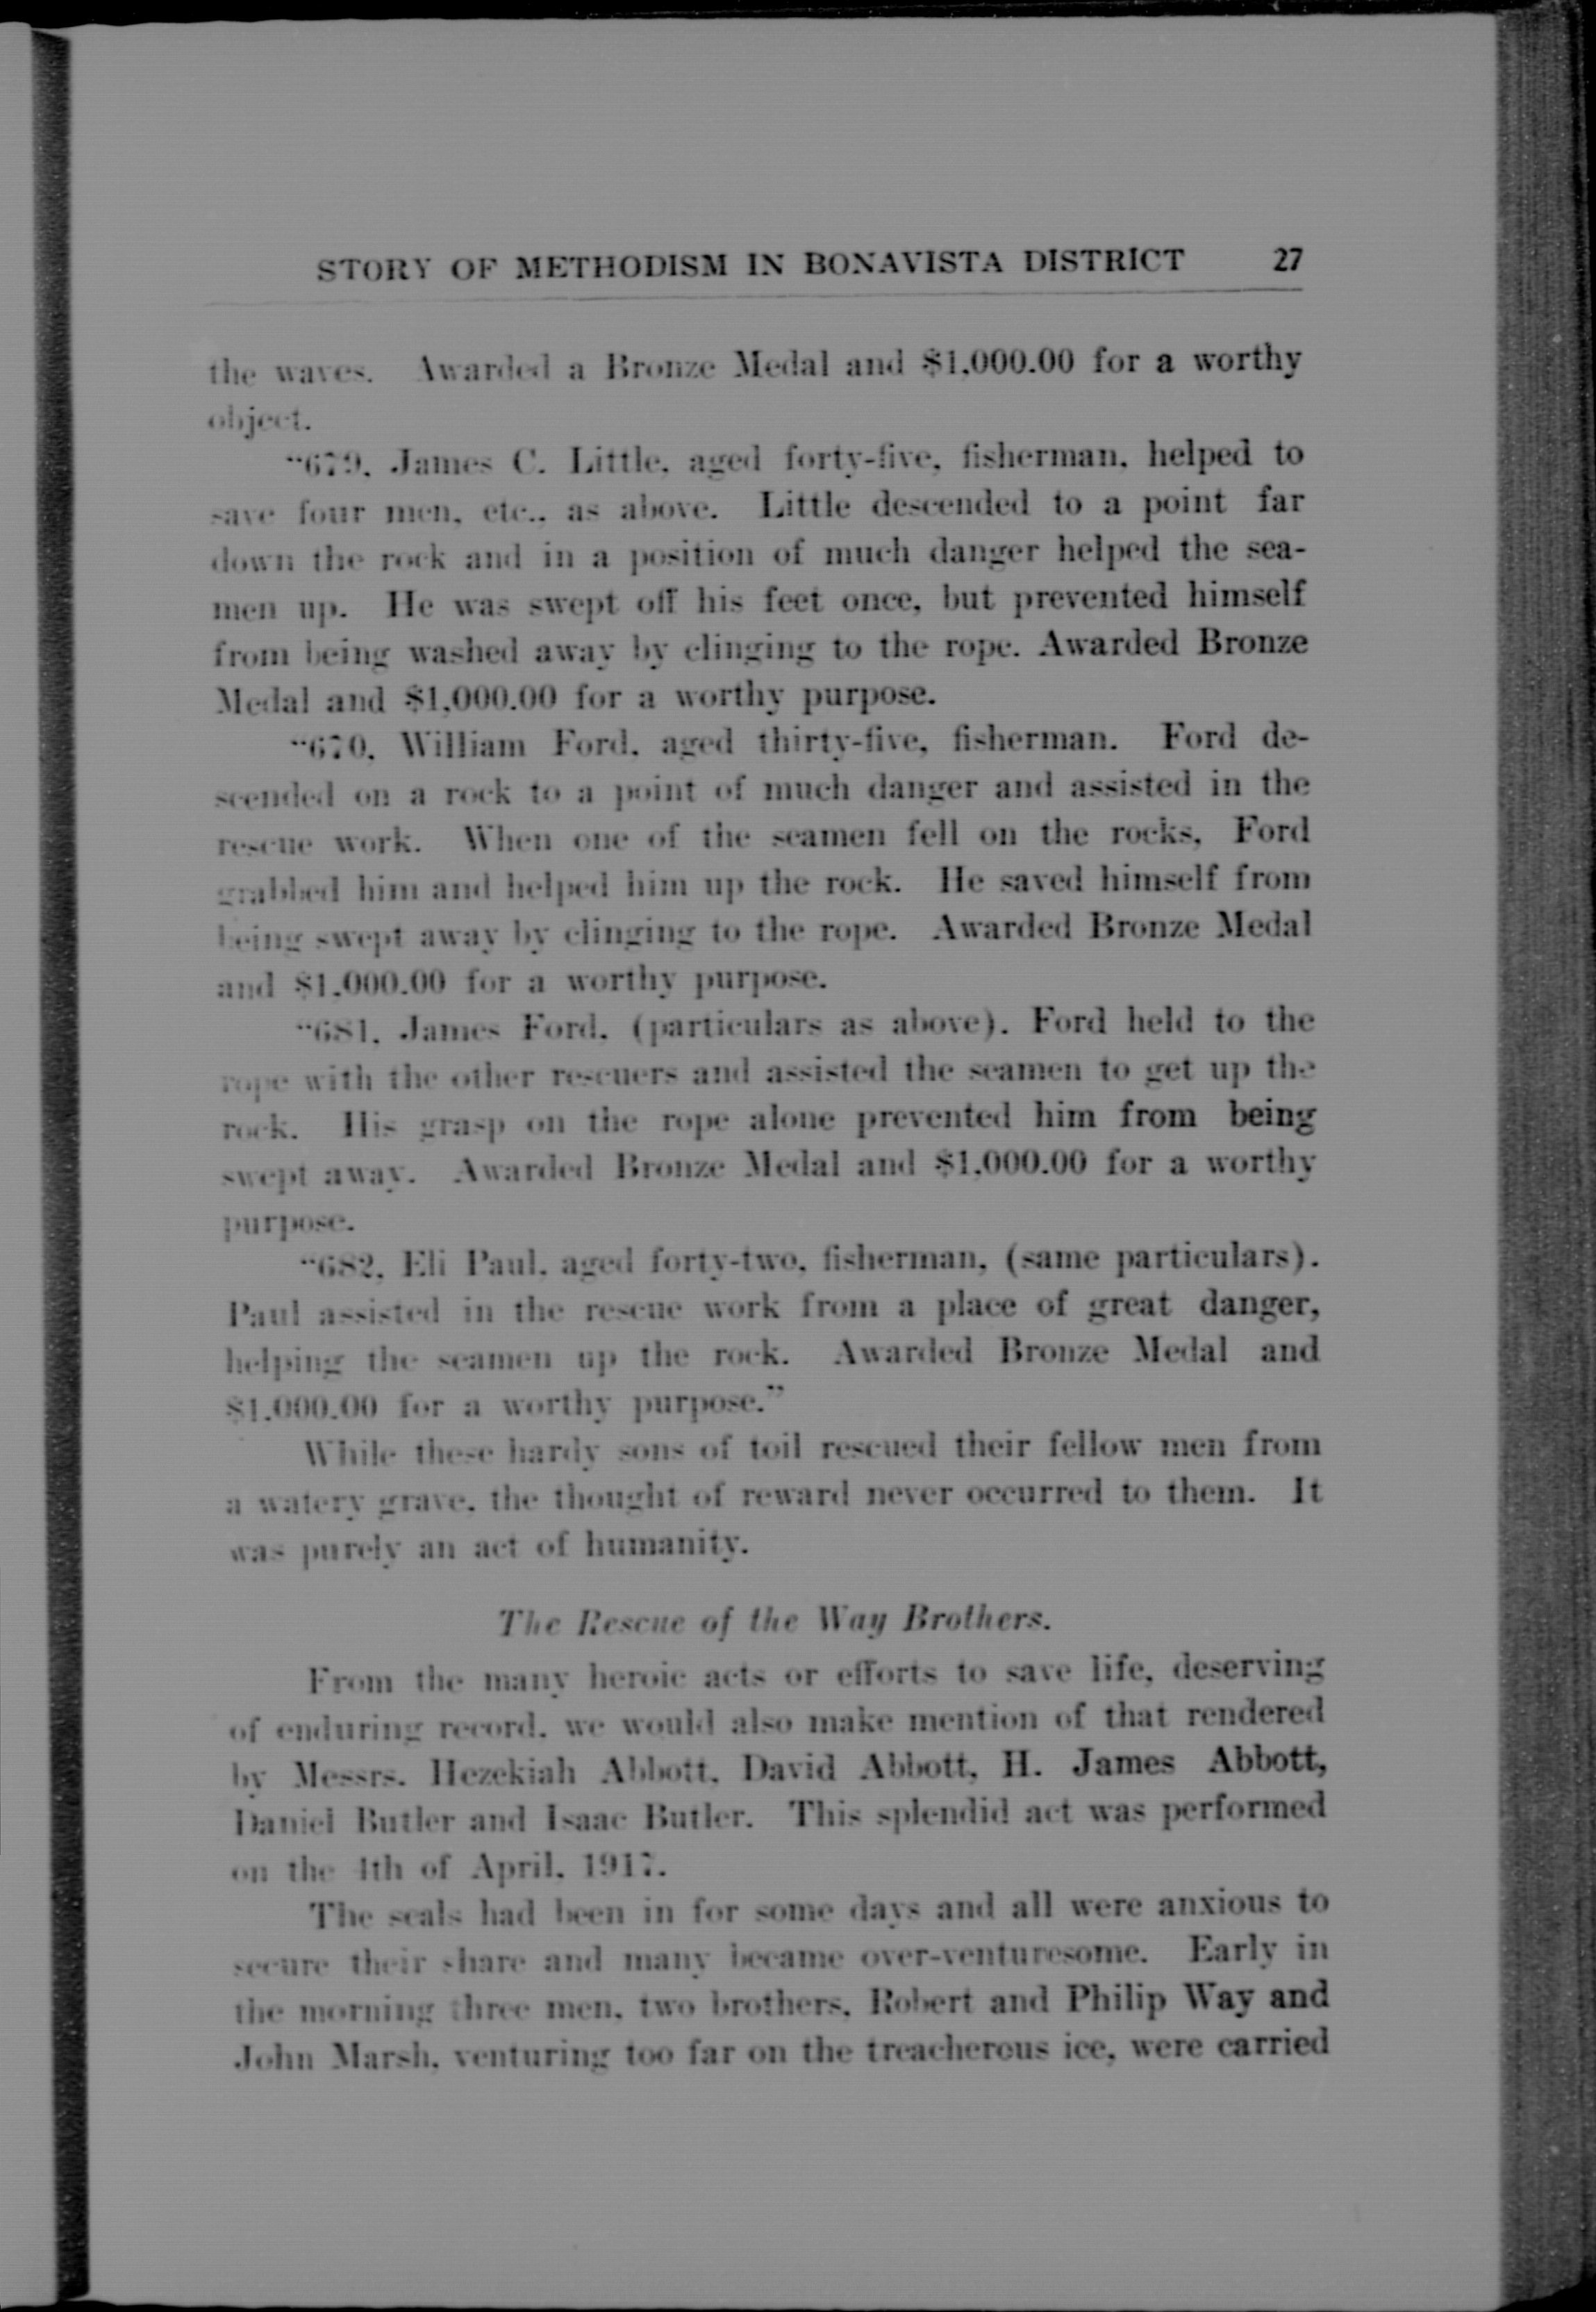 STORY OF METHODISM IN BONAVISTA DISTRICT 27
the waves. Awarded a Bronze Medal and $1,000.00 for a worthy
object.
"679. James C. Little, aged forty-five, fisherman, helped to
save four men, etc., as above. Little descended to a point far
down the rock and in a position of much danger helped the sea-
men up. He was swept off his feet once, but prevented himself
from being washed away by clinging to the rope. Awarded Bronze
Medal and $1,000.00 for a worthy purpose.
"670. William Ford, aged thirty-five, fisherman. Ford de-
scended on a rock to a point of much danger and assisted in the
rescue work. When one of the seamen fell on the rocks, Ford
grabbed him and helped him up the rock. He saved himself from
being swept away by clinging to the rope. Awarded Bronze Medal
and $1,000.00 for a worthy purpose.
"681. James Ford, (particulars as above). Ford held to the
rope with the other rescuers and assisted the seamen to get up the
rock. His grasp on the rope alone prevented him from being
swept away. Awarded Bronze Medal and $1,000.00 for a worthy
purpose.
"682. Eli Paul, aged forty-two, fisherman, (same particulars).
Paul assisted in the rescue work from a place of great danger,
helping the seamen up the rock. Awarded Bronze Medal and
$1,000.00 for a worthy purpose."
While these hardy sons of toil rescued their fellow men from
a watery grave, the thought of reward never occurred to them. It
was purely an act of humanity.
The Rescue of the Way Brothers.
From the many heroic acts or efforts to save life, deserving
of enduring record, we would also make mention of that rendered
by Messrs. Hezekiah Abbott, David Abbott, H. James Abbott,
Daniel Butler and Isaac Butler. This splendid act was performed
on the 4th of April, 1917.
The seals had been in for some days and all were anxious to
secure their share and many became over-venturesome. Early in
the morning three men, two brothers, Robert and Philip Way and
John Marsh, venturing too far on the treacherous ice, were carried